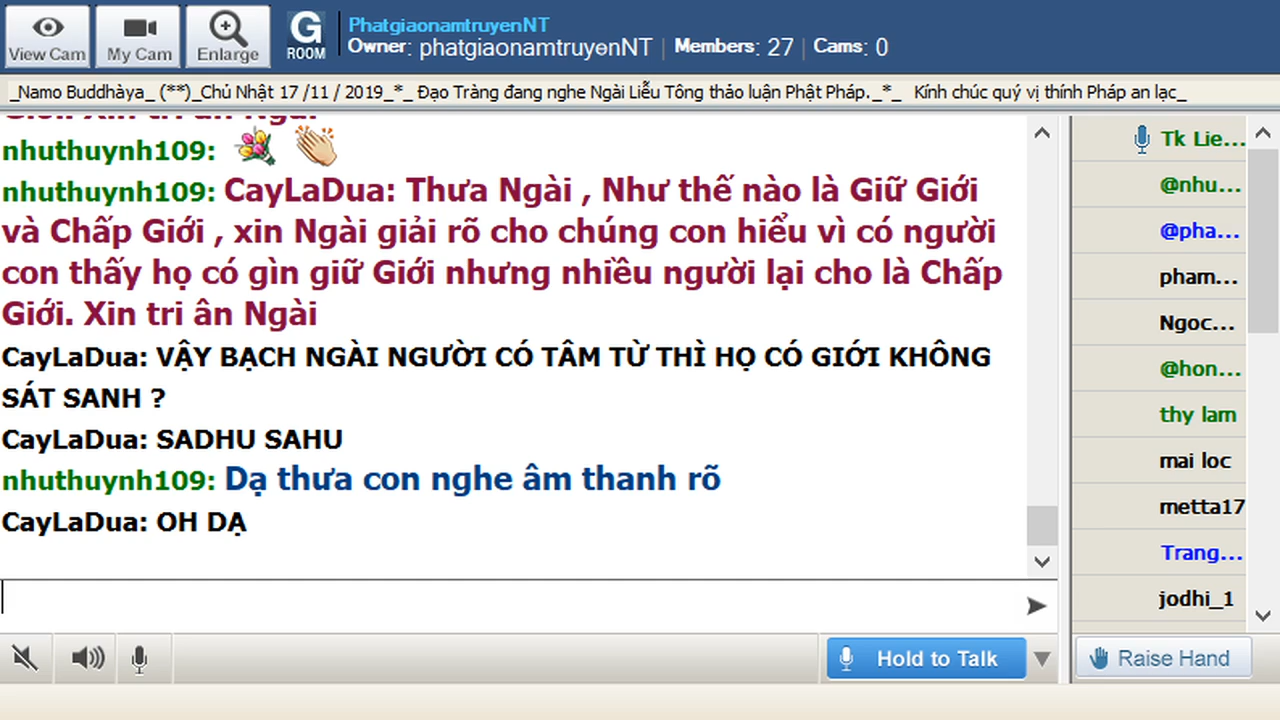 View Cam
My Cam
Enlarge
G
ROOM
PhatgiaonamtruyenNT
Owner: phatgiaonamtruyenNT | Members: 27 | Cams: 0
_Namo Buddhàya_ (**)_Chủ Nhật 17 /11 / 2019_*_ Đạo Tràng đang nghe Ngài Liễu Tông thảo luận Phật Pháp._*_ Kính chúc quý vị thính Pháp an lạc_
nhuthuynh109:
nhuthuynh109: CayLaDua: Thưa Ngài , Như thế nào là Giữ Giới
và Chấp Giới , xin Ngài giải rõ cho chúng con hiểu vì có người
con thấy họ có gìn giữ Giới nhưng nhiều người lại cho là Chấp
Giới. Xin tri ân Ngài
CayLaDua: VẬY BẠCH NGÀI NGƯỜI CÓ TÂM TỪ THÌ HỌ CÓ GIỚI KHÔNG
SÁT SANH ?
CayLaDua: SADHU SAHU
nhuthuynh109: Dạ thưa con nghe âm thanh rõ
CayLaDua: OH DẠ
Tk Lie...
@nhu...
@pha...
pham...
Ngoc...
@hon...
thy lam
mai loc
metta17
Trang...
jodhi_1
Hold to Talk
Raise Hand